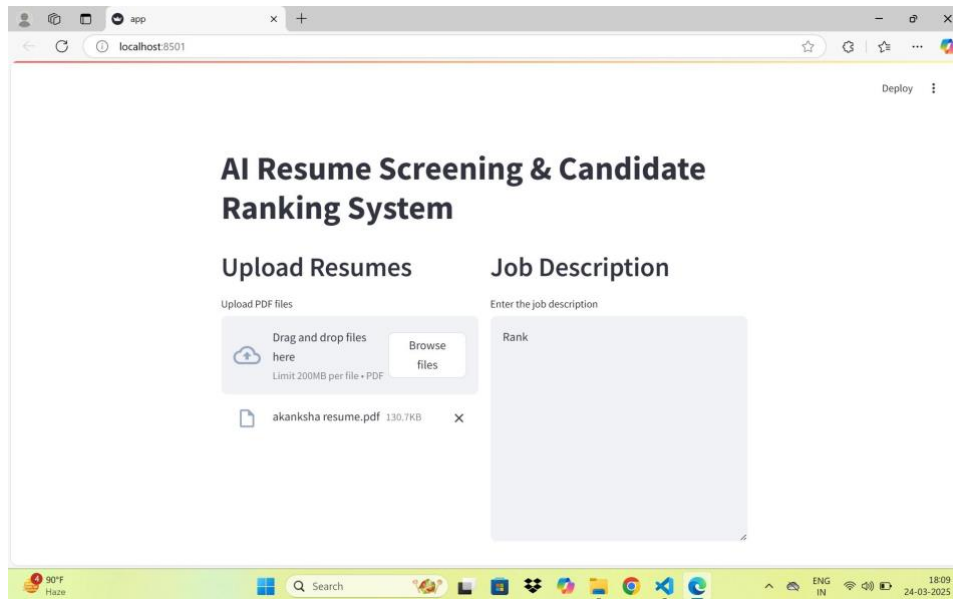 app
localhost:8501
Deploy
AI Resume Screening & Candidate
Ranking System
Upload Resumes
Upload PDF files
Drag and drop files
here
Limit 200MB per file • PDF
Browse
files
akanksha resume.pdf 130.7KB
Job Description
Enter the job description
Rank
4
90°F
Haze
Search
ENG
IN
18:09
24-03-2025